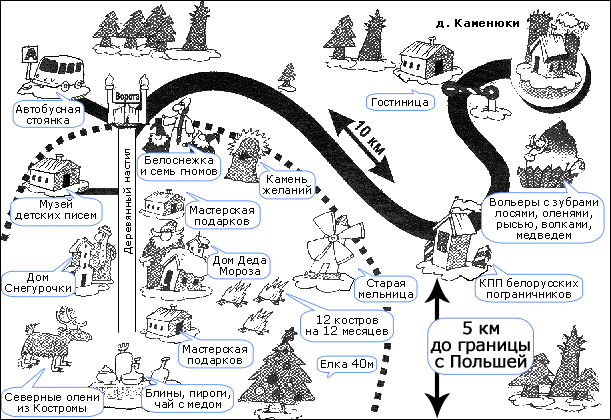 д. Каменюки
А
Автобусная
стоянка
Ворота
Гостиница
10 км
Белоснежка
и семь гномов
Камень
желаний
Деревянный настил
Музей
детских писем
Мастерская
подарков
Вольеры с зубрами
лосями, оленями,
рысью, волками,
медведем
Дом
Снегурочки
Дом Деда
Мороза
Старая
мельница
КПП белорусских
пограничников
12 костров
на 12 месяцев
5 км
до границы
с Польшей
Мастерская
подарков
Елка 40м
Северные олени
из Костромы
Блины, пироги,
чай с медом